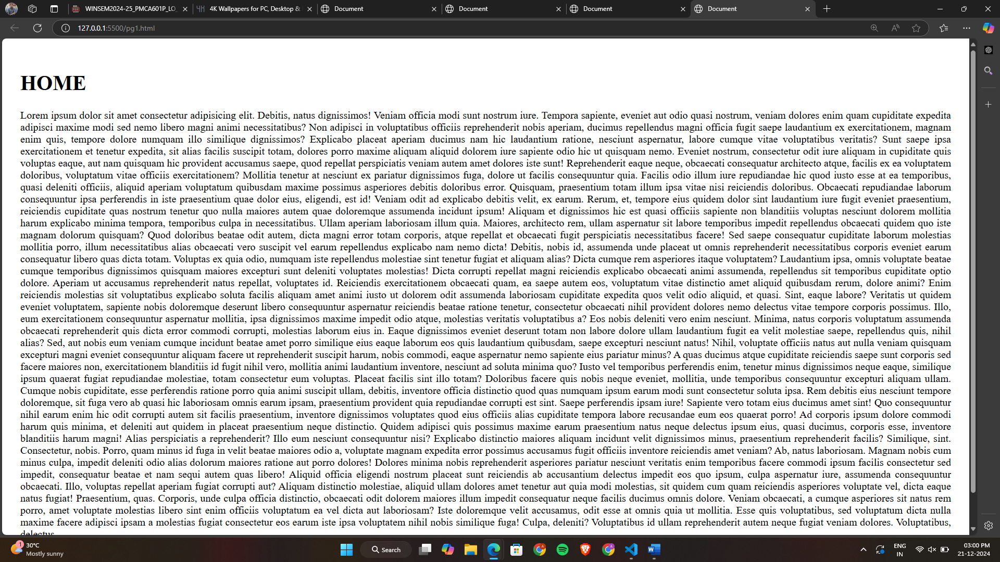 WINSEM2024-25_PMCA601P_LO_
4K Wallpapers for PC, Desktop &
Document
Document
Document
Document
127.0.0.1:5500/pg1.html
HOME
Lorem ipsum dolor sit amet consectetur adipisicing elit. Debitis, natus dignissimos! Veniam officia modi sunt nostrum iure. Tempora sapiente, eveniet aut odio quasi nostrum, veniam dolores enim quam cupiditate expedita
adipisci maxime modi sed nemo libero magni animi necessitatibus? Non adipisci in voluptatibus officiis reprehenderit nobis aperiam, ducimus repellendus magni officia fugit saepe laudantium ex exercitationem, magnam
enim quis, tempore dolore numquam illo similique dignissimos? Explicabo placeat aperiam ducimus nam hic laudantium ratione, nesciunt aspernatur, labore cumque vitae voluptatibus veritatis? Sunt saepe ipsa
exercitationem et tenetur expedita, sit alias facilis suscipit totam, dolores porro maxime aliquam aliquid dolorem iure sapiente odio hic ut quisquam nemo. Eveniet nostrum, consectetur odit iure aliquam in cupiditate quis
voluptas eaque, aut nam quisquam hic provident accusamus saepe, quod repellat perspiciatis veniam autem amet dolores iste sunt! Reprehenderit eaque neque, obcaecati consequatur architecto atque, facilis ex ea voluptatem
doloribus, voluptatum vitae officiis exercitationem? Mollitia tenetur at nesciunt ex pariatur dignissimos fuga, dolore ut facilis consequuntur quia. Facilis odio illum iure repudiandae hic quod iusto esse at ea temporibus,
quasi deleniti officiis, aliquid aperiam voluptatum quibusdam maxime possimus asperiores debitis doloribus error. Quisquam, praesentium totam illum ipsa vitae nisi reiciendis doloribus. Obcaecati repudiandae laborum
consequuntur ipsa perferendis in iste praesentium quae dolor eius, eligendi, est id! Veniam odit ad explicabo debitis velit, ex earum. Rerum, et, tempore eius quidem dolor sint laudantium iure fugit eveniet praesentium,
reiciendis cupiditate quas nostrum tenetur quo nulla maiores autem quae doloremque assumenda incidunt ipsum! Aliquam et dignissimos hic est quasi officiis sapiente non blanditiis voluptas nesciunt dolorem mollitia
harum explicabo minima tempora, temporibus culpa in necessitatibus. Ullam aperiam laboriosam illum quia. Maiores, architecto rem, ullam aspernatur sit labore temporibus impedit repellendus obcaecati quidem quo iste
magnam dolorum quisquam? Quod doloribus beatae odit autem, dicta magni error totam corporis, atque repellat et obcaecati fugit perspiciatis necessitatibus facere! Sed saepe consequatur cupiditate laborum molestias
mollitia porro, illum necessitatibus alias obcaecati vero suscipit vel earum repellendus explicabo nam nemo dicta! Debitis, nobis id, assumenda unde placeat ut omnis reprehenderit necessitatibus corporis eveniet earum
consequatur libero quas dicta totam. Voluptas ex quia odio, numquam iste repellendus molestiae sint tenetur fugiat et aliquam alias? Dicta cumque rem asperiores itaque voluptatem? Laudantium ipsa, omnis voluptate beatae
cumque temporibus dignissimos quisquam maiores excepturi sunt deleniti voluptates molestias! Dicta corrupti repellat magni reiciendis explicabo obcaecati animi assumenda, repellendus sit temporibus cupiditate optio
dolore. Aperiam ut accusamus reprehenderit natus repellat, voluptates id. Reiciendis exercitationem obcaecati quam, ea saepe autem eos, voluptatum vitae distinctio amet aliquid quibusdam rerum, dolore animi? Enim
reiciendis molestias sit voluptatibus explicabo soluta facilis aliquam amet animi iusto ut dolorem odit assumenda laboriosam cupiditate expedita quos velit odio aliquid, et quasi. Sint, eaque labore? Veritatis ut quidem
eveniet voluptatem, sapiente nobis doloremque deserunt libero consequuntur aspernatur reiciendis beatae ratione tenetur, consectetur obcaecati nihil provident dolores nemo delectus vitae tempore corporis possimus. Illo,
eum exercitationem consequuntur aspernatur mollitia, ipsa dignissimos maxime impedit odio atque, molestias veritatis voluptatibus a? Eos nobis deleniti vero enim nesciunt. Minima, natus corporis voluptatum assumenda
obcaecati reprehenderit quis dicta error commodi corrupti, molestias laborum eius in. Eaque dignissimos eveniet deserunt totam non labore dolore ullam laudantium fugit ea velit molestiae saepe, repellendus quis, nihil
alias? Sed, aut nobis eum veniam cumque incidunt beatae amet porro similique eius eaque laborum eos quis laudantium quibusdam, saepe excepturi nesciunt natus! Nihil, voluptate officiis natus aut nulla veniam quisquam
excepturi magni eveniet consequuntur aliquam facere ut reprehenderit suscipit harum, nobis commodi, eaque aspernatur nemo sapiente eius pariatur minus? A quas ducimus atque cupiditate reiciendis saepe sunt corporis sed
facere maiores non, exercitationem blanditiis id fugit nihil vero, mollitia animi laudantium inventore, nesciunt ad soluta minima quo? Iusto vel temporibus perferendis enim, tenetur minus dignissimos neque eaque, similique
ipsum quaerat fugiat repudiandae molestiae, totam consectetur eum voluptas. Placeat facilis sint illo totam? Doloribus facere quis nobis neque eveniet, mollitia, unde temporibus consequuntur excepturi aliquam ullam.
Cumque nobis cupiditate, esse perferendis ratione porro quia animi suscipit ullam, debitis, inventore officia distinctio quod quas numquam ipsum earum modi sunt consectetur soluta ipsa. Rem debitis eius nesciunt tempore
doloremque, sit fuga vero ab quasi hic laboriosam omnis earum ipsam, praesentium provident quia repudiandae corrupti est sint. Saepe perferendis ipsam iure! Sapiente vero totam eius ducimus amet sint! Quo consequuntur
nihil earum enim hic odit corrupti autem sit facilis praesentium, inventore dignissimos voluptates quod eius officiis alias cupiditate tempora labore recusandae eum eos quaerat porro! Ad corporis ipsum dolore commodi
harum quis minima, et deleniti aut quidem in placeat praesentium neque distinctio. Quidem adipisci quis possimus maxime earum praesentium natus neque delectus ipsum eius, quasi ducimus, corporis esse, inventore
blanditiis harum magni! Alias perspiciatis a reprehenderit? Illo eum nesciunt consequuntur nisi? Explicabo distinctio maiores aliquam incidunt velit dignissimos minus, praesentium reprehenderit facilis? Similique, sint.
Consectetur, nobis. Porro, quam minus id fuga in velit beatae maiores odio a, voluptate magnam expedita error possimus accusamus fugit officiis inventore reiciendis amet veniam? Ab, natus laboriosam. Magnam nobis cum
minus culpa, impedit deleniti odio alias dolorum maiores ratione aut porro dolores! Dolores minima nobis reprehenderit asperiores pariatur nesciunt veritatis enim temporibus facere commodi ipsum facilis consectetur sed
impedit, consequatur beatae et nam sequi autem quas libero! Aliquid officia eligendi nostrum placeat sunt reiciendis ab accusantium delectus impedit eos quo ipsum, culpa aspernatur iure, assumenda consequuntur
obcaecati. Illo, voluptas repellat aperiam fugiat corrupti aut? Aliquam distinctio molestiae, aliquid ullam dolores amet tenetur aut quia modi molestias, sit quidem cum quam reiciendis asperiores voluptate vel, dicta eaque
natus fugiat! Praesentium, quas. Corporis, unde culpa officia distinctio, obcaecati odit dolorem maiores illum impedit consequatur neque facilis ducimus omnis dolore. Veniam obcaecati, a cumque asperiores sit natus rem
porro, amet voluptate molestias libero sint enim officiis voluptatum ea vel dicta aut laboriosam? Iste doloremque velit accusamus, odit esse at omnis quia ut mollitia. Esse quis voluptatibus, sed voluptatum dicta nulla
maxime facere adipisci ipsam a molestias fugiat consectetur eos earum iste ipsa voluptatem nihil nobis similique fuga! Culpa, deleniti? Voluptatibus id ullam reprehenderit autem neque fugiat veniam dolores. Voluptatibus,
delectus
1
30°C
Mostly sunny
Search
ENG
IN
03:00 PM
21-12-2024